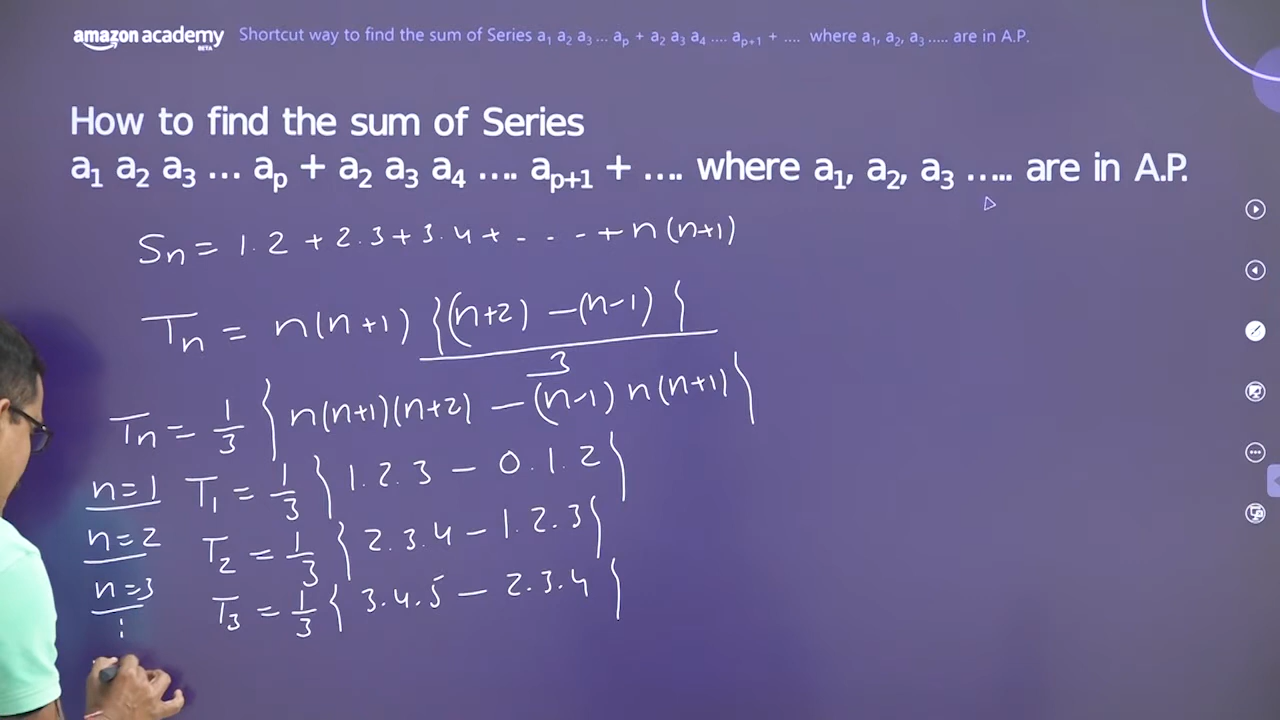 amazon academy
BETA
Shortcut way to find the sum of Series a₁ a₂ a₃ ... aₚ + a₂ a₃ a₄ .... aₚ₊₁ + .... where a₁, a₂, a₃ ..... are in A.P.
How to find the sum of Series
a₁ a₂ a₃ ... aₚ + a₂ a₃ a₄ .... aₚ₊₁ + .... where a₁, a₂, a₃ ..... are in A.P.
Sn = 1.2 + 2.3 + 3.4 + - - - + n(n+1)
Tn = n(n+1) {(n+2) - (n-1)} / 3
Tn = 1/3 { n(n+1)(n+2) - (n-1) n(n+1) }
n=1 T₁ = 1/3 { 1.2.3 - 0.1.2 }
n=2 T₂ = 1/3 { 2.3.4 - 1.2.3 }
n=3 T₃ = 1/3 { 3.4.5 - 2.3.4 }